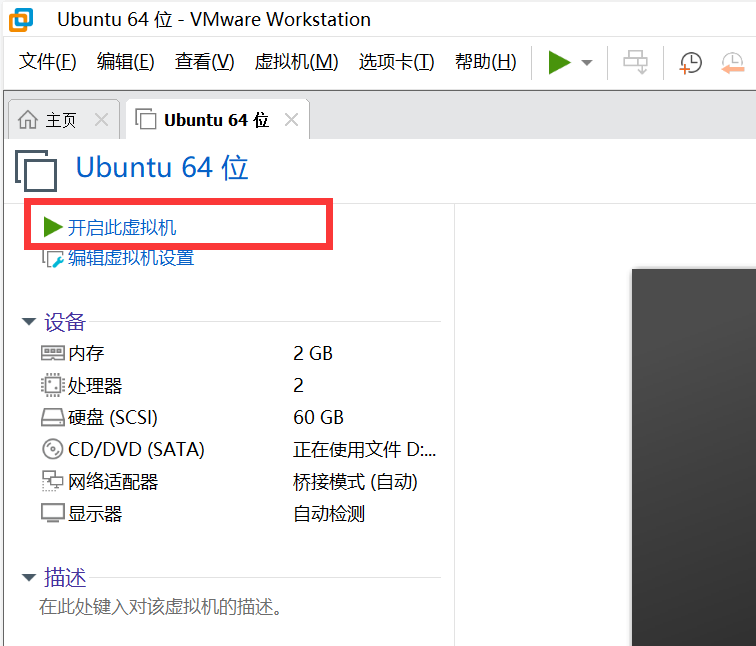 Ubuntu 64 位 - VMware Workstation
文件(F) 编辑(E) 查看(V) 虚拟机(M) 选项卡(T) 帮助(H)
主页 Ubuntu 64 位
Ubuntu 64 位
开启此虚拟机
编辑虚拟机设置
设备
内存 2 GB
处理器 2
硬盘 (SCSI) 60 GB
CD/DVD (SATA) 正在使用文件 D:...
网络适配器 桥接模式 (自动)
显示器 自动检测
描述
在此处键入对该虚拟机的描述。